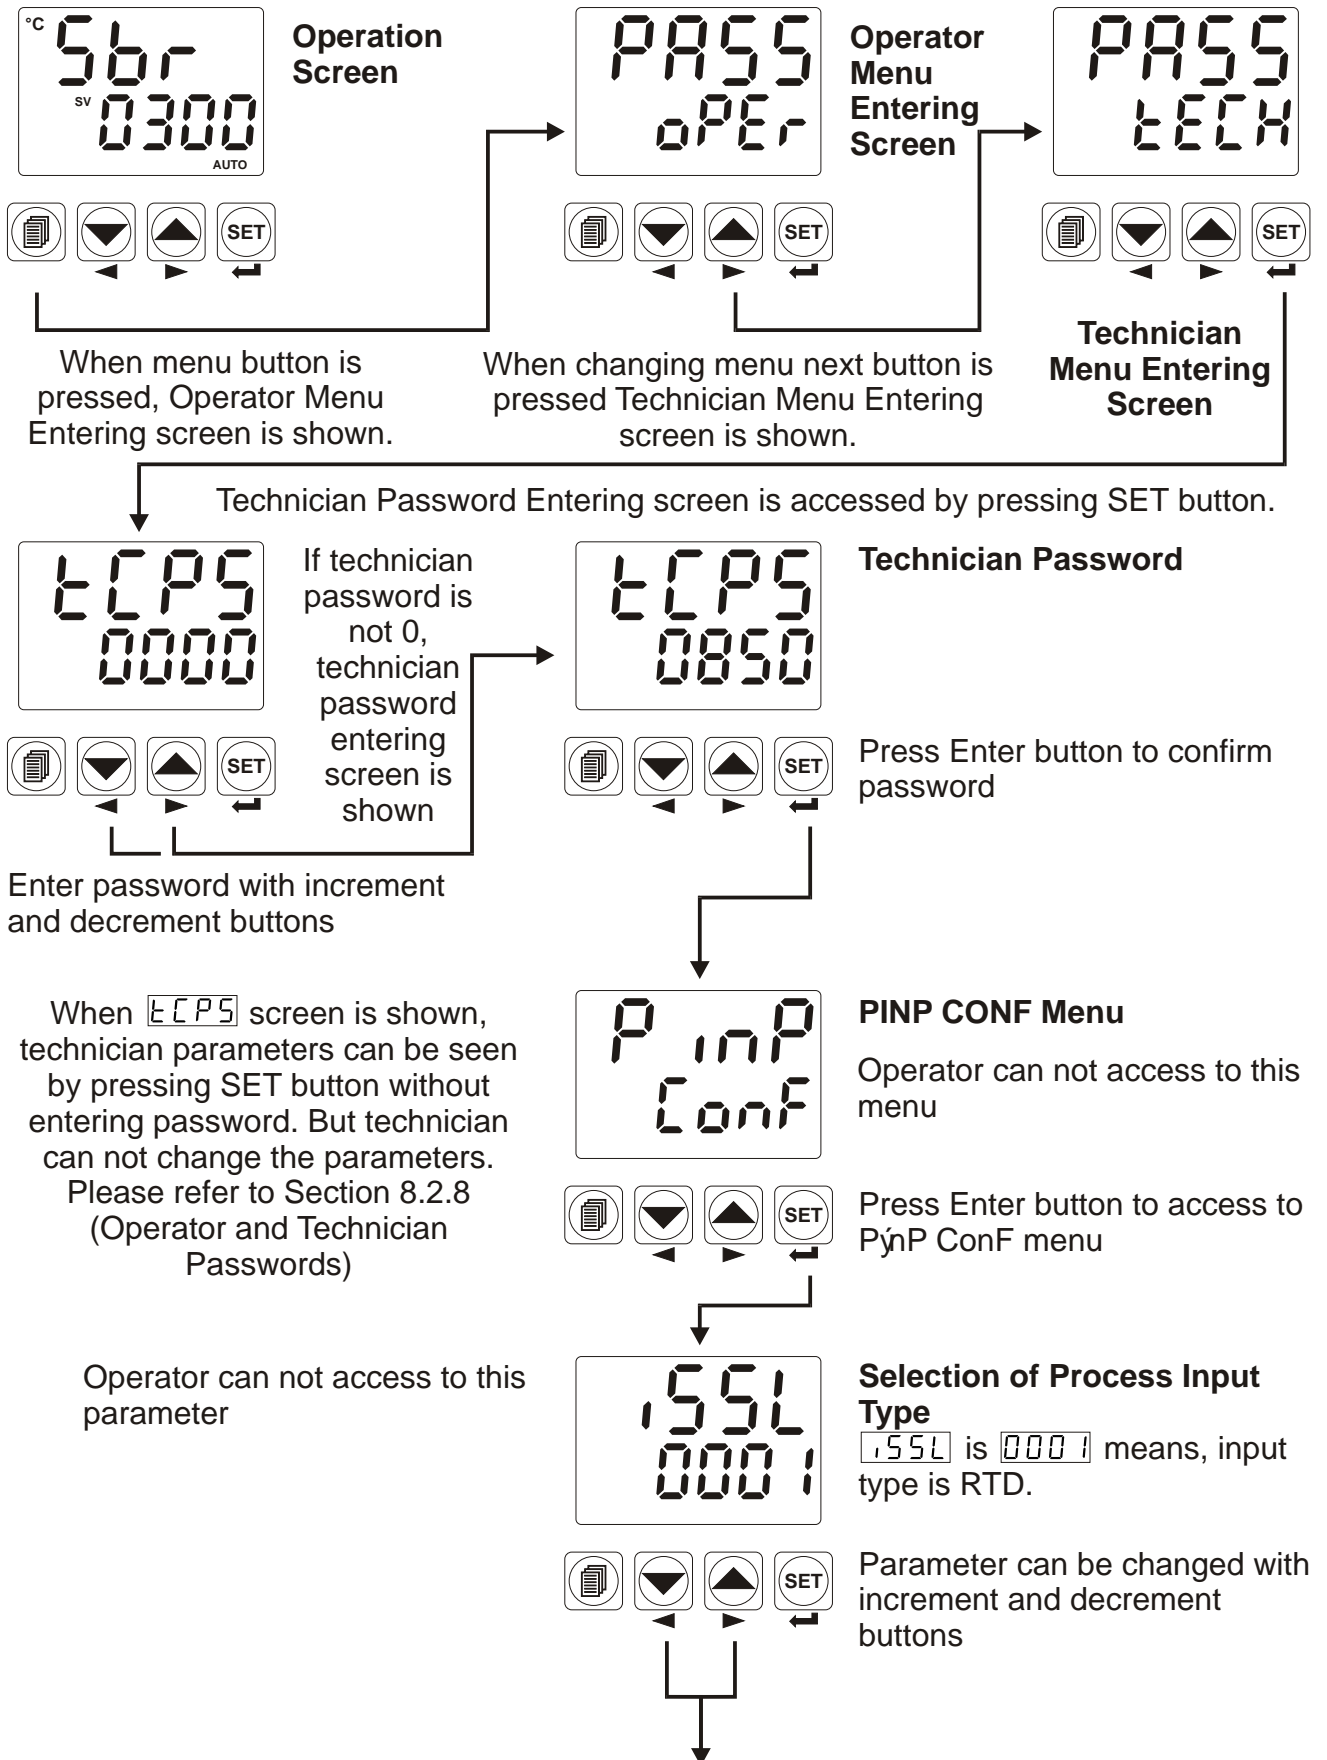 °C
Sbr
SV
0300
AUTO
Operation
Screen
PASS
oPEr
Operator
Menu
Entering
Screen
PASS
tECH
SET
SET
SET
When menu button is
pressed, Operator Menu
Entering screen is shown.
When changing menu next button is
pressed Technician Menu Entering
screen is shown.
Technician
Menu Entering
Screen
Technician Password Entering screen is accessed by pressing SET button.
tCPS
0000
If technician
password is
not 0,
technician
password
entering
screen is
shown
tCPS
0850
Technician Password
SET
SET
Press Enter button to confirm
password
Enter password with increment
and decrement buttons
When tCPS screen is shown,
technician parameters can be seen
by pressing SET button without
entering password. But technician
can not change the parameters.
Please refer to Section 8.2.8
(Operator and Technician
Passwords)
PinP
ConF
PINP CONF Menu
Operator can not access to this
menu
SET
Press Enter button to access to
PýnP ConF menu
Operator can not access to this
parameter
iSSL
0001
Selection of Process Input
Type
iSSL is 0001 means, input
type is RTD.
SET
Parameter can be changed with
increment and decrement
buttons